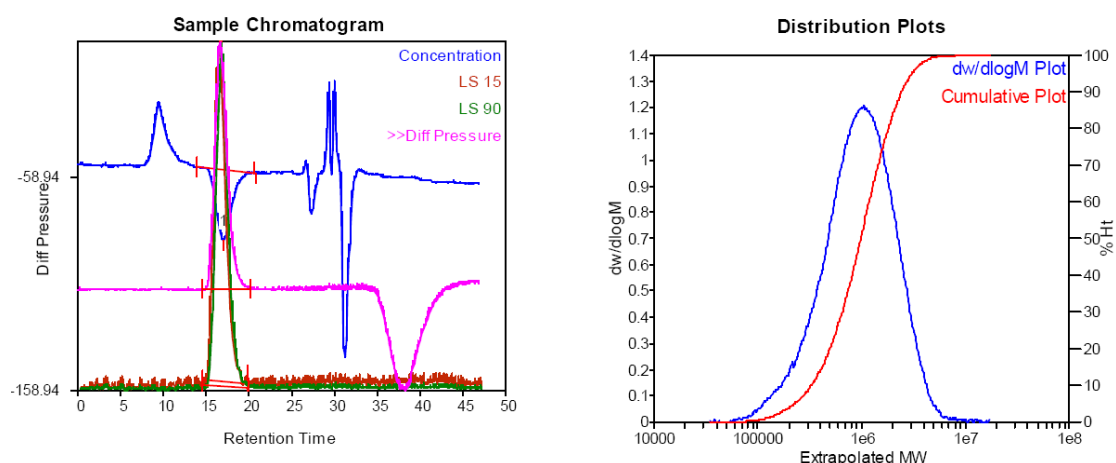 Sample Chromatogram
Concentration
LS 15
LS 90
>>Diff Pressure
-58.94
-158.94
Diff Pressure
0 5 10 15 20 25 30 35 40 45 50
Retention Time
Distribution Plots
dw/dlogM Plot
Cumulative Plot
1.4
1.3
1.2
1.1
1
0.9
0.8
0.7
0.6
0.5
0.4
0.3
0.2
0.1
0
dw/dlogM
100
90
80
70
60
50
40
30
20
10
0
% Ht
10000 100000 1e6 1e7 1e8
Extrapolated MW